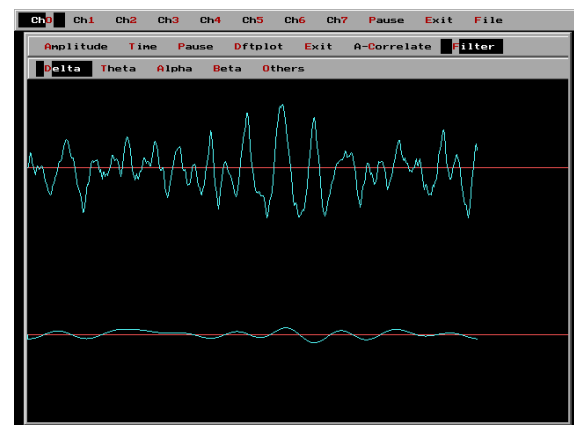 Ch0 Ch1 Ch2 Ch3 Ch4 Ch5 Ch6 Ch7 Pause Exit File
Amplitude Time Pause Dftplot Exit A-Correlate Filter
Delta Theta Alpha Beta Others